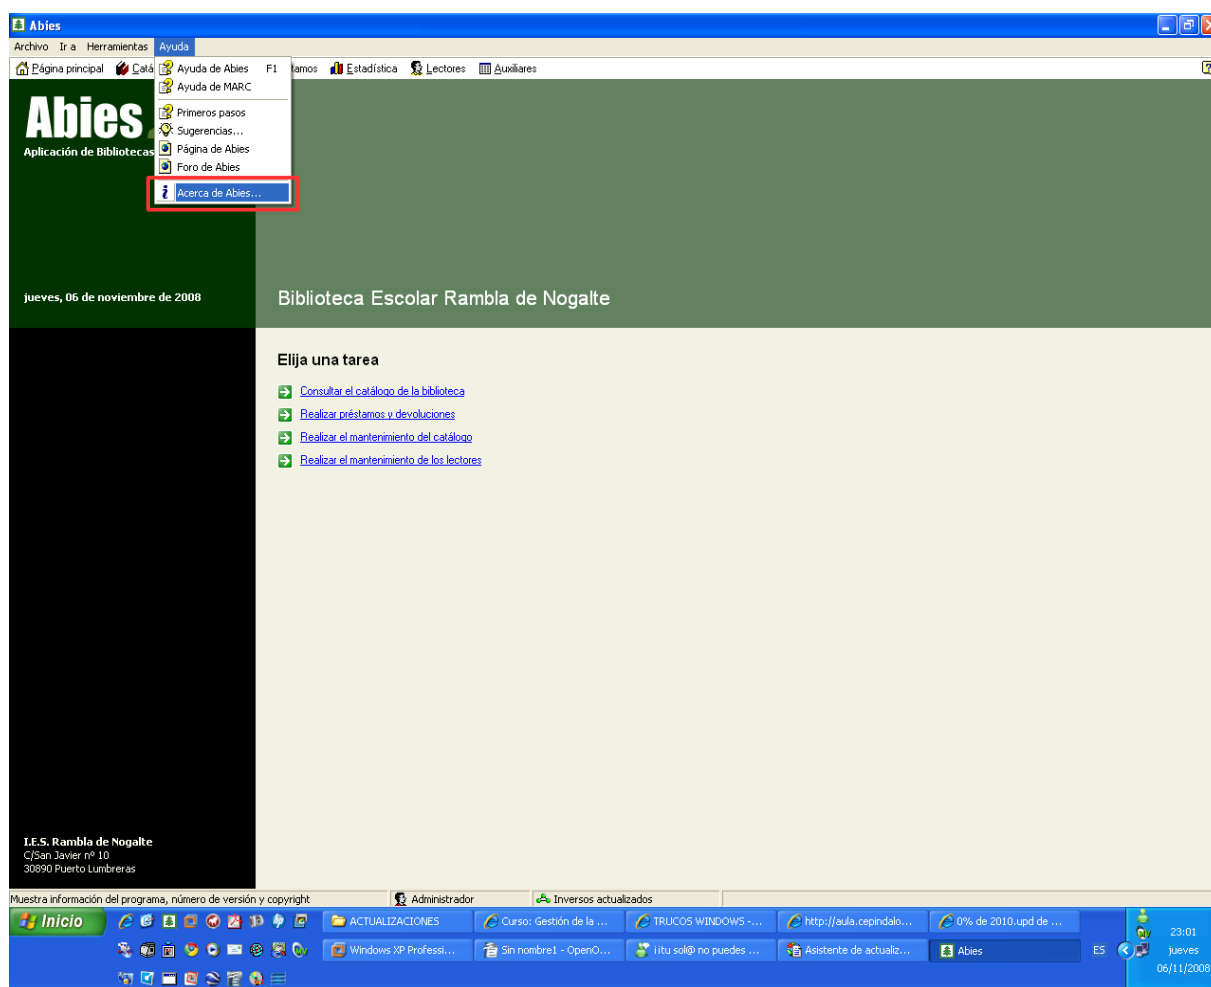 Abies
Archivo Ir a Herramientas Ayuda
Página principal Catá Ayuda de Abies F1 tamos Estadística Lectores Auxiliares
Ayuda de MARC
Primeros pasos
Sugerencias...
Página de Abies
Foro de Abies
Acerca de Abies...
Abies
Aplicación de Bibliotecas
jueves, 06 de noviembre de 2008
Biblioteca Escolar Rambla de Nogalte
Elija una tarea
Consultar el catálogo de la biblioteca
Realizar préstamos y devoluciones
Realizar el mantenimiento del catálogo
Realizar el mantenimiento de los lectores
I.E.S. Rambla de Nogalte
C/San Javier nº 10
30890 Puerto Lumbreras
Muestra información del programa, número de versión y copyright Administrador Inversos actualizados
Inicio ACTUALIZACIONES Curso: Gestión de la ... TRUCOS WINDOWS -... http://aula.cepindalo... 0% de 2010.upd de ...
Windows XP Professi... Sin nombre1 - OpenO... iitu sol@ no puedes ... Asistente de actualiz... Abies ES
23:01
jueves
06/11/2008